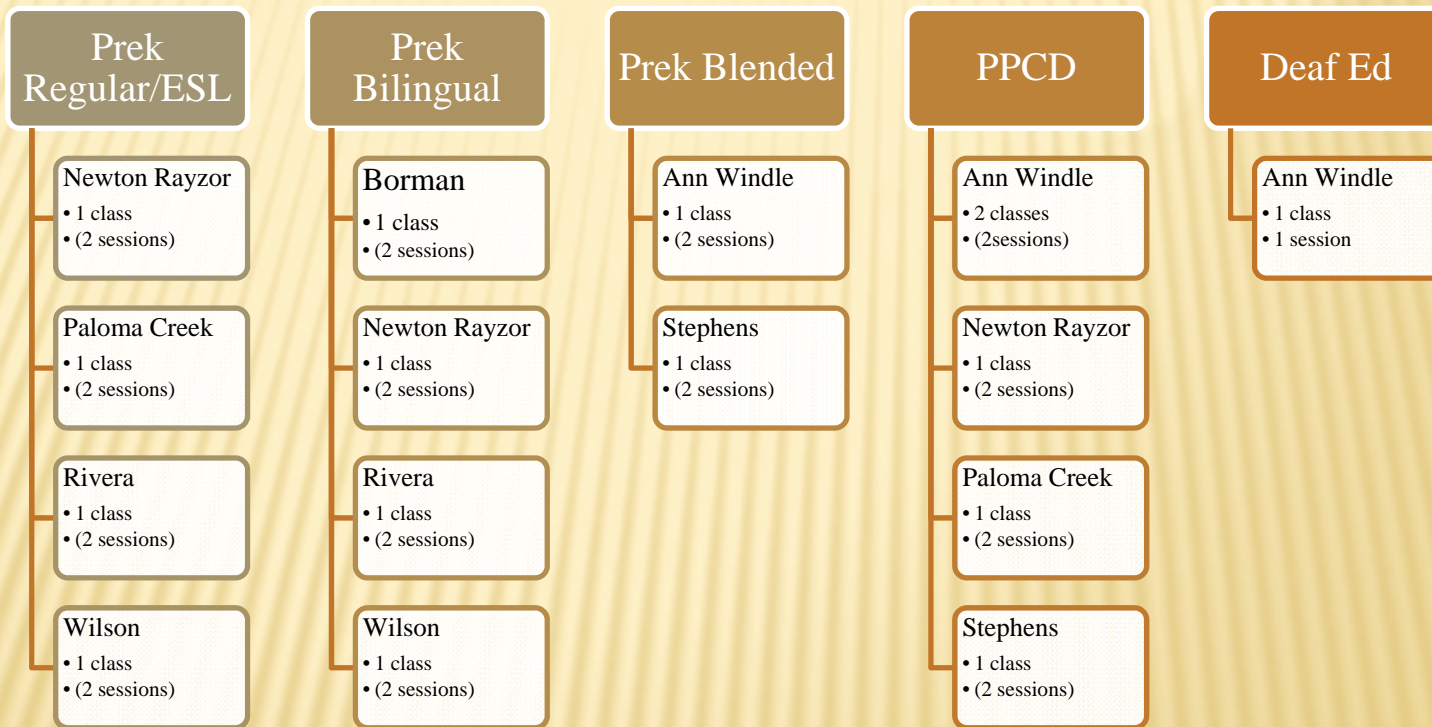 Prek
Regular/ESL
Newton Rayzor
• 1 class
• (2 sessions)
Paloma Creek
• 1 class
• (2 sessions)
Rivera
• 1 class
• (2 sessions)
Wilson
• 1 class
• (2 sessions)
Prek
Bilingual
Borman
• 1 class
• (2 sessions)
Newton Rayzor
• 1 class
• (2 sessions)
Rivera
• 1 class
• (2 sessions)
Wilson
• 1 class
• (2 sessions)
Prek Blended
Ann Windle
• 1 class
• (2 sessions)
Stephens
• 1 class
• (2 sessions)
PPCD
Ann Windle
• 2 classes
• (2sessions)
Newton Rayzor
• 1 class
• (2 sessions)
Paloma Creek
• 1 class
• (2 sessions)
Stephens
• 1 class
• (2 sessions)
Deaf Ed
Ann Windle
• 1 class
• 1 session